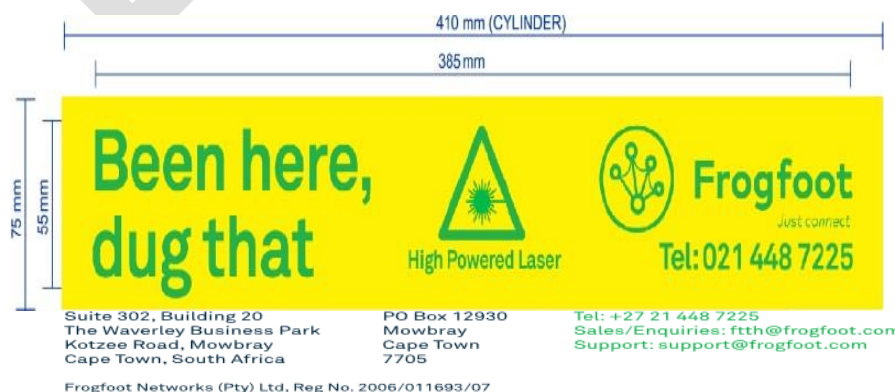 410 mm (CYLINDER)
385mm
75 mm
55mm
Been here,
dug that
High Powered Laser
Frogfoot
Just connect
Tel: 021 448 7225
Suite 302, Building 20
The Waverley Business Park
Kotzee Road, Mowbray
Cape Town, South Africa
PO Box 12930
Mowbray
Cape Town
7705
Tel: +27 21 448 7225
Sales/Enquiries: ftth@frogfoot.com
Support: support@frogfoot.com
Frogfoot Networks (Pty) Ltd, Reg No. 2006/011693/07